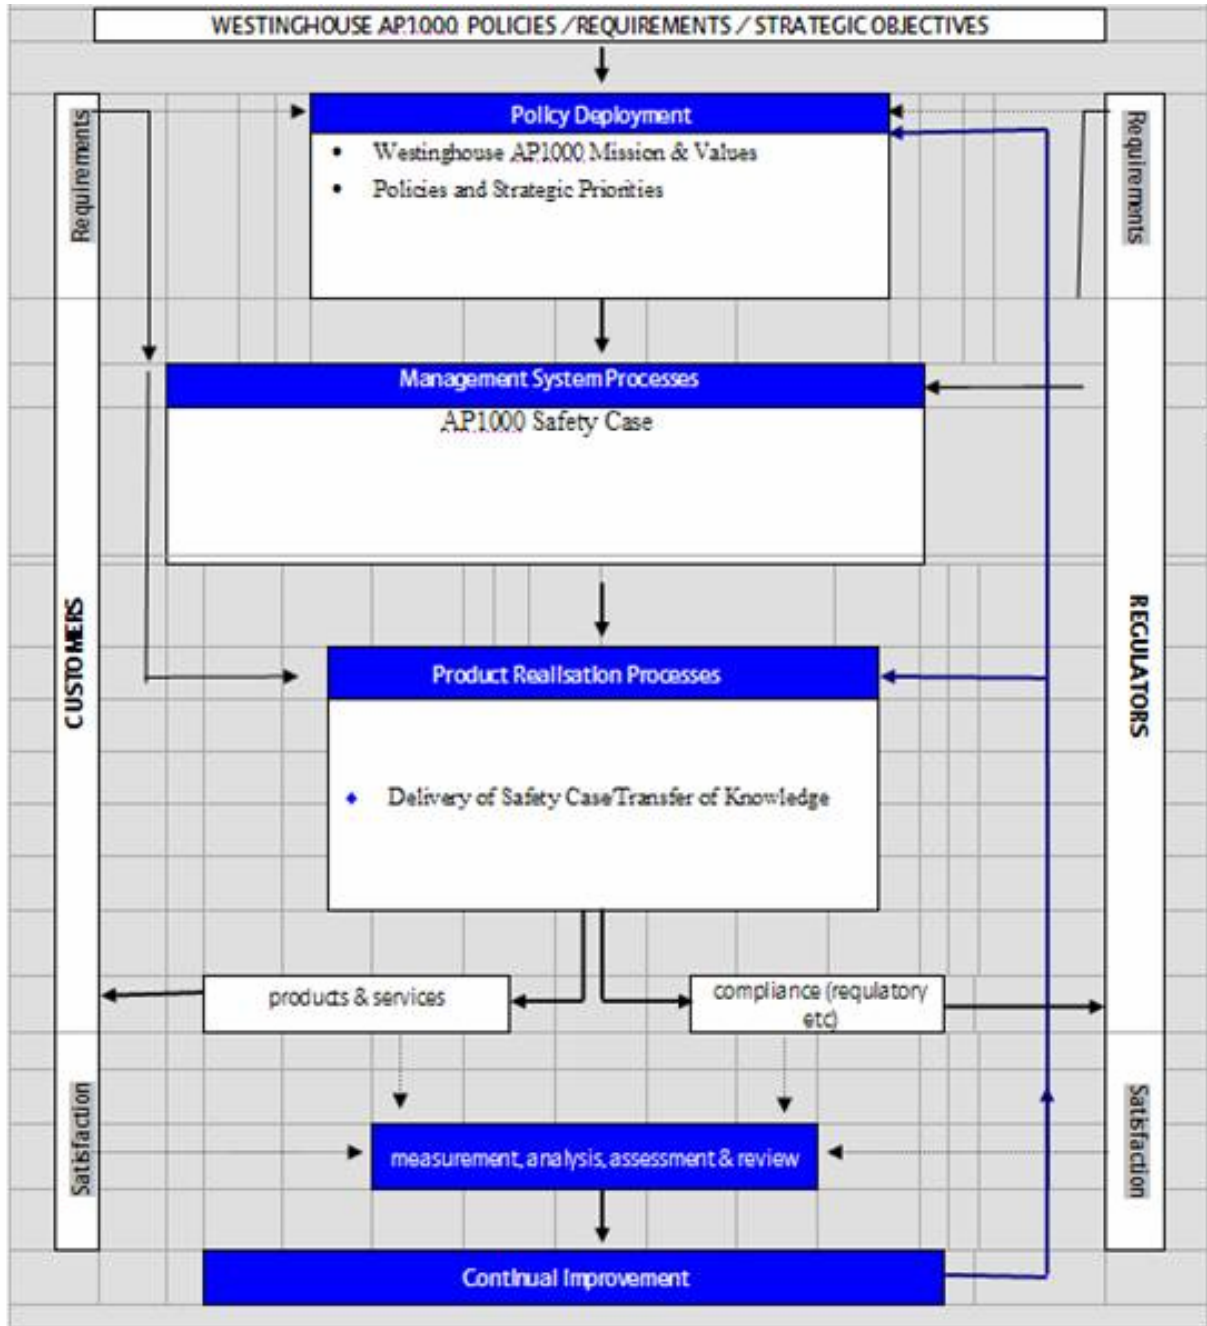 WESTINGHOUSE AP1000 POLICIES / REQUIREMENTS / STRATEGIC OBJECTIVES
Requirements
Policy Deployment
• Westinghouse AP1000 Mission & Values
• Policies and Strategic Priorities
Requirements
Management System Processes
AP1000 Safety Case
CUSTOMERS
REGULATORS
Product Realisation Processes
♦ Delivery of Safety Case/Transfer of Knowledge
products & services
compliance (regulatory
etc)
Satisfaction
measurement, analysis, assessment & review
Satisfaction
Continual Improvement